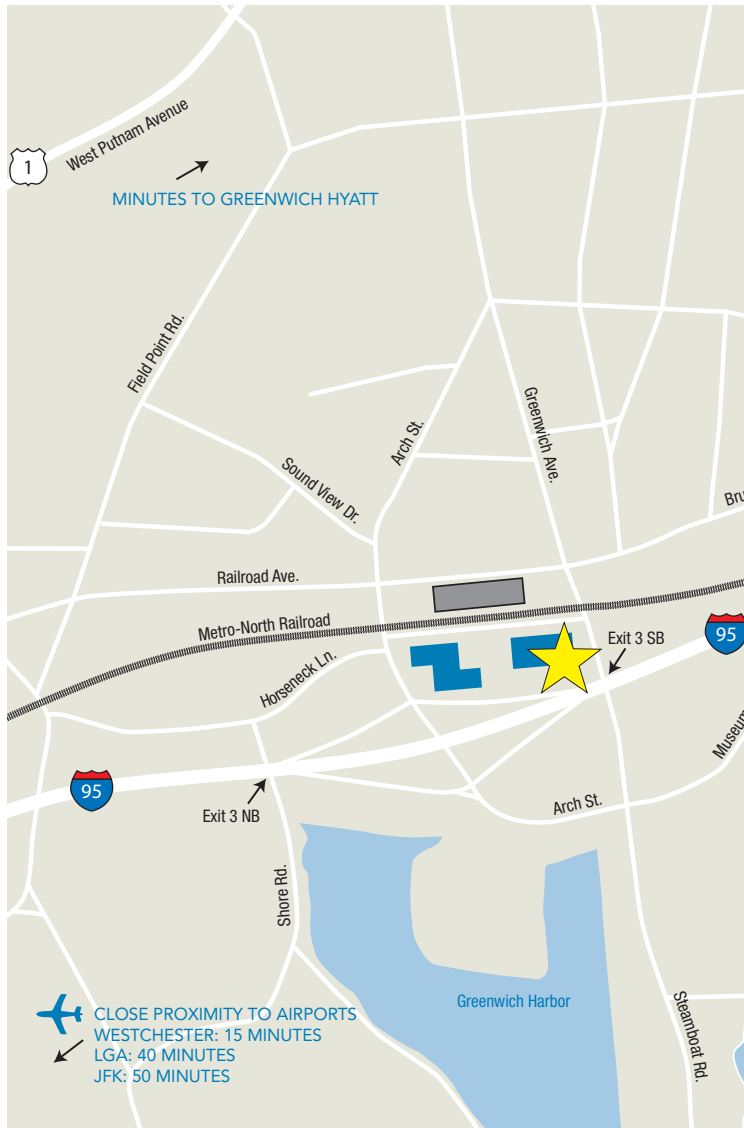 West Putnam Avenue
1
MINUTES TO GREENWICH HYATT
Field Point Rd.
Greenwich Ave.
Arch St.
Sound View Dr.
Bru
Railroad Ave.
Metro-North Railroad
Exit 3 SB
95
Horseneck Ln.
Museum
95
Exit 3 NB
Arch St.
Shore Rd.
Greenwich Harbor
Steamboat Rd.
CLOSE PROXIMITY TO AIRPORTS
WESTCHESTER: 15 MINUTES
LGA: 40 MINUTES
JFK: 50 MINUTES